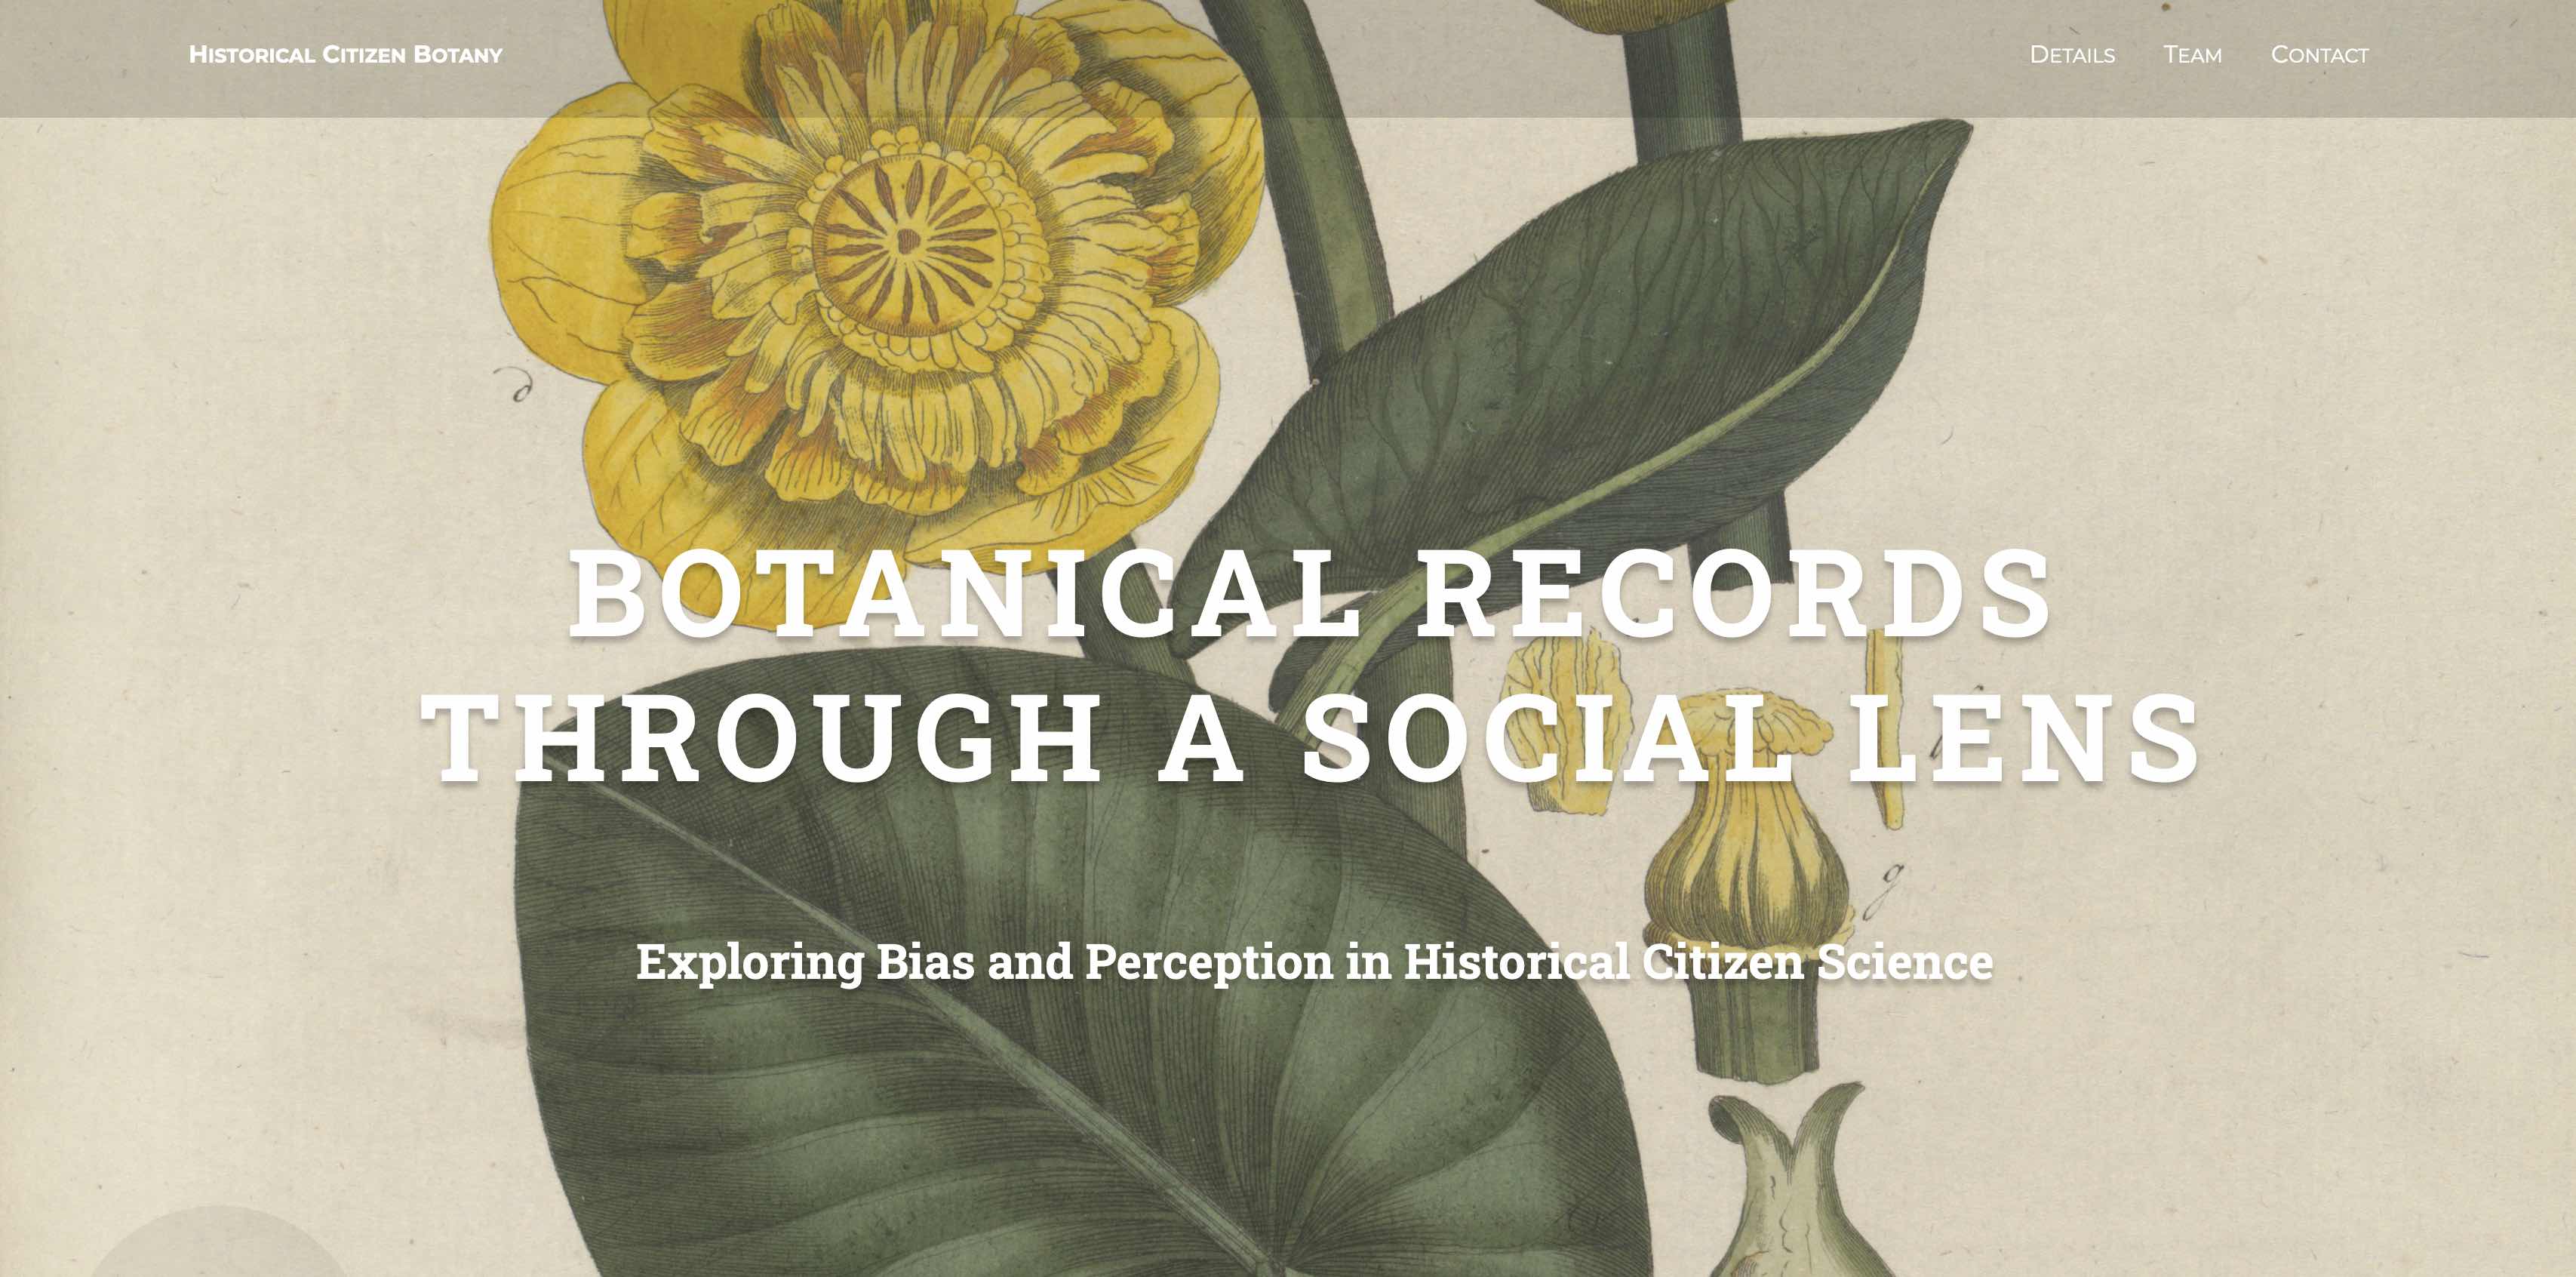 Historical Citizen Botany
Details Team Contact
BOTANICAL RECORDS
THROUGH A SOCIAL LENS
Exploring Bias and Perception in Historical Citizen Science
d
g